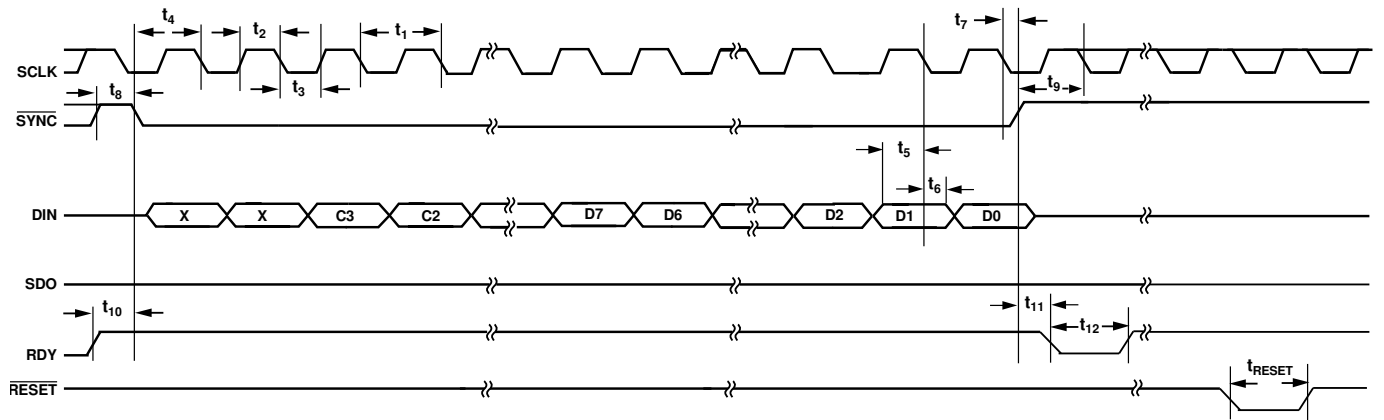 t4 t2 t1 t7
SCLK
t8 t3 t9
SYNC
t5
t6
DIN X X C3 C2 D7 D6 D2 D1 D0
SDO
t10 t11
t12
RDY
tRESET
RESET